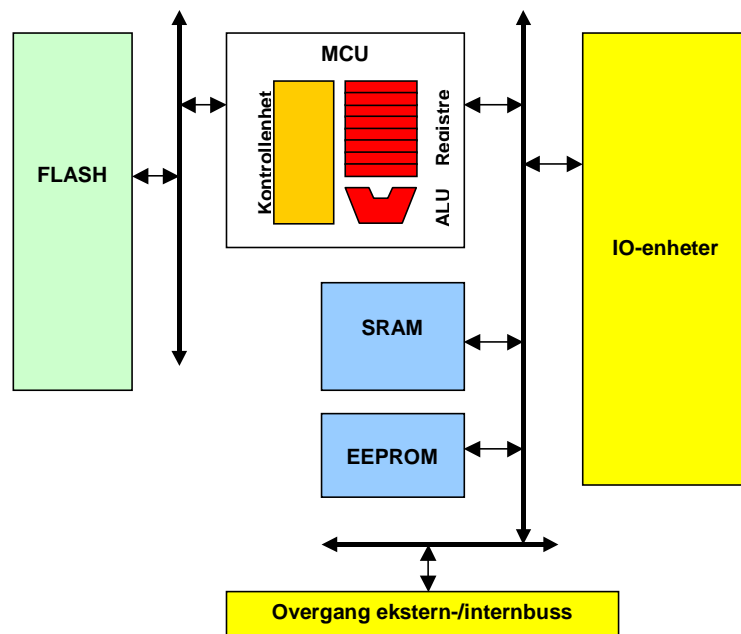 MCU
Kontrollenhet
Registre
ALU
FLASH
IO-enheter
SRAM
EEPROM
Overgang ekstern-/internbuss